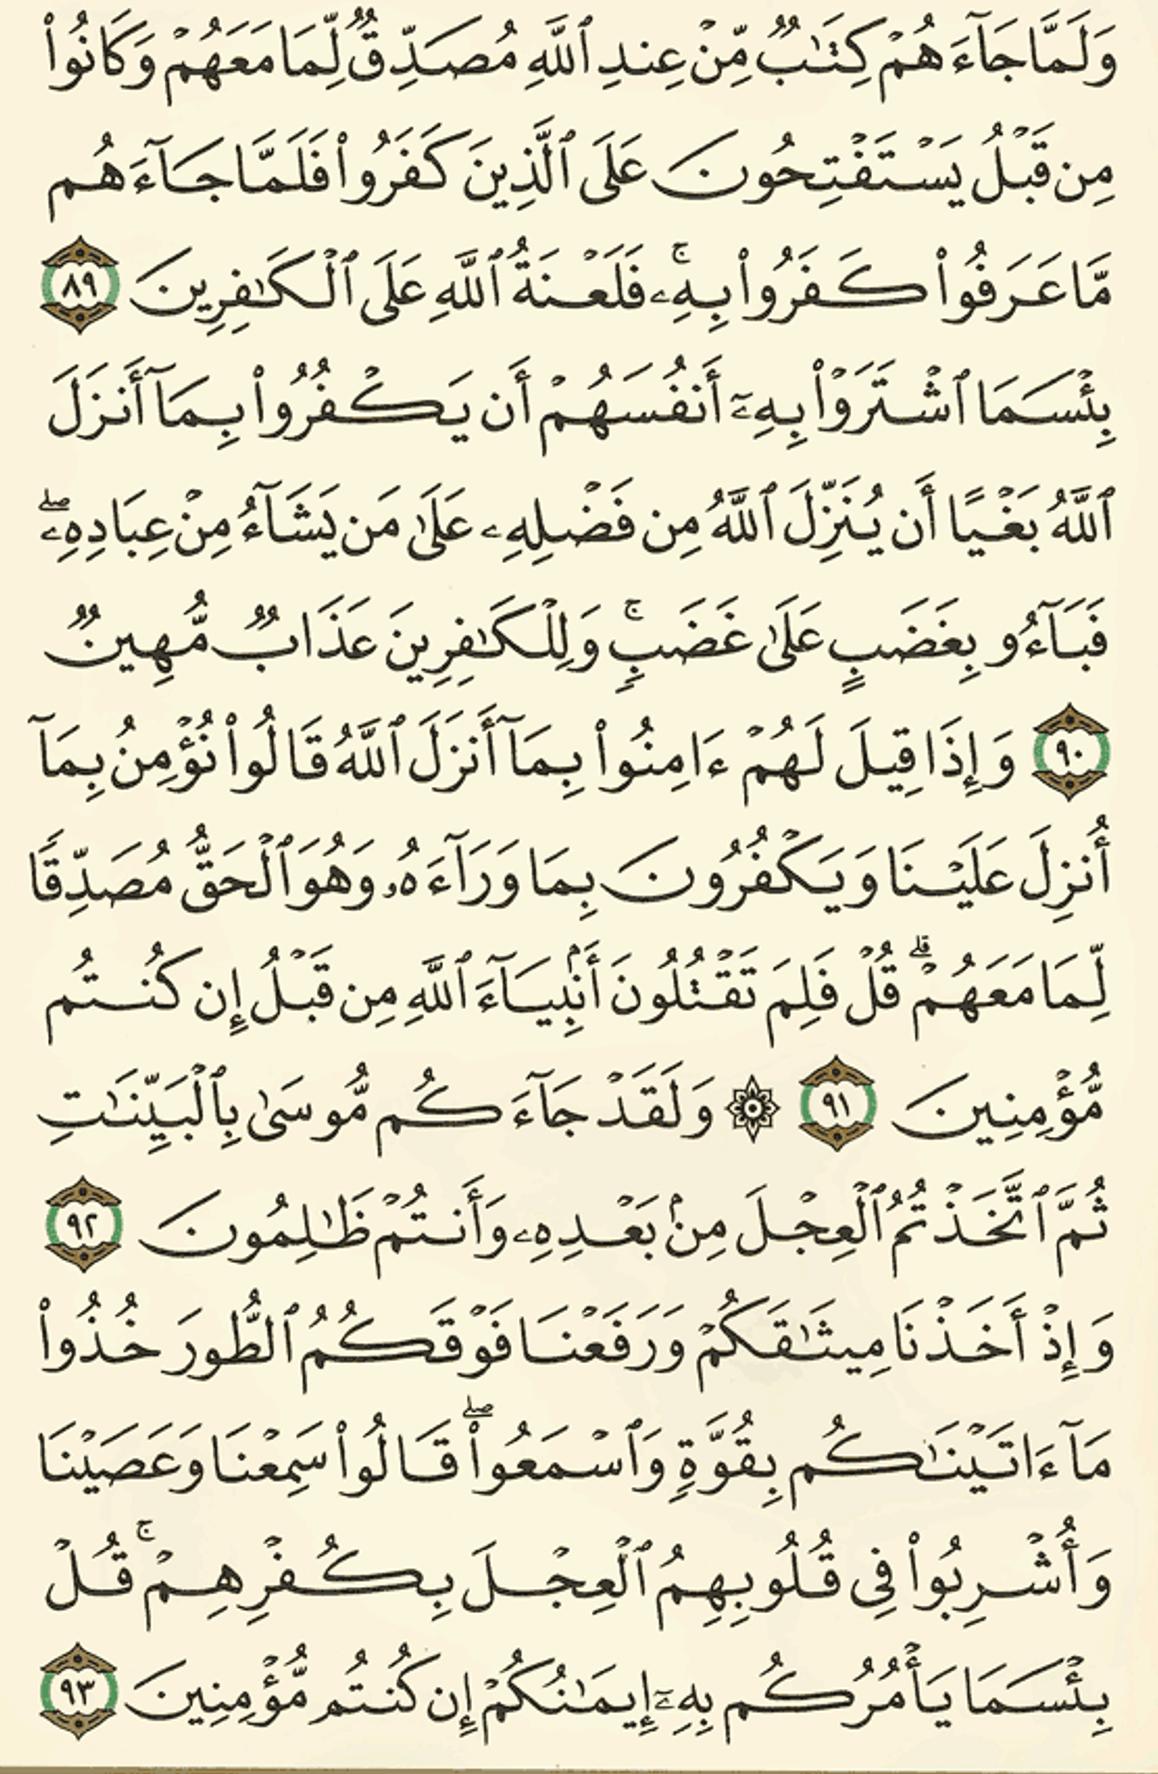 وَلَمَّا جَآءَهُمْ كِتَٰبٌ مِّنْ عِندِ ٱللَّهِ مُصَدِّقٌ لِّمَا مَعَهُمْ وَكَانُوا۟
مِن قَبْلُ يَسْتَفْتِحُونَ عَلَى ٱلَّذِينَ كَفَرُوا۟ فَلَمَّا جَآءَهُم
مَّا عَرَفُوا۟ كَفَرُوا۟ بِهِۦ ۚ فَلَعْنَةُ ٱللَّهِ عَلَى ٱلْكَٰفِرِينَ ٨٩
بِئْسَمَا ٱشْتَرَوْا۟ بِهِۦٓ أَنفُسَهُمْ أَن يَكْفُرُوا۟ بِمَآ أَنزَلَ
ٱللَّهُ بَغْيًا أَن يُنَزِّلَ ٱللَّهُ مِن فَضْلِهِۦ عَلَىٰ مَن يَشَآءُ مِنْ عِبَادِهِۦ ۖ
فَبَآءُو بِغَضَبٍ عَلَىٰ غَضَبٍ ۚ وَلِلْكَٰفِرِينَ عَذَابٌ مُّهِينٌ
٩٠ وَإِذَا قِيلَ لَهُمْ ءَامِنُوا۟ بِمَآ أَنزَلَ ٱللَّهُ قَالُوا۟ نُؤْمِنُ بِمَآ
أُنزِلَ عَلَيْنَا وَيَكْفُرُونَ بِمَا وَرَآءَهُۥ وَهُوَ ٱلْحَقُّ مُصَدِّقًا
لِّمَا مَعَهُمْ ۗ قُلْ فَلِمَ تَقْتُلُونَ أَنۢبِيَآءَ ٱللَّهِ مِن قَبْلُ إِن كُنتُم
مُّؤْمِنِينَ ٩١ ۞ وَلَقَدْ جَآءَكُم مُّوسَىٰ بِٱلْبَيِّنَٰتِ
ثُمَّ ٱتَّخَذْتُمُ ٱلْعِجْلَ مِنۢ بَعْدِهِۦ وَأَنتُمْ ظَٰلِمُونَ ٩٢
وَإِذْ أَخَذْنَا مِيثَٰقَكُمْ وَرَفَعْنَا فَوْقَكُمُ ٱلطُّورَ خُذُوا۟
مَآ ءَاتَيْنَٰكُم بِقُوَّةٍ وَٱسْمَعُوا۟ ۖ قَالُوا۟ سَمِعْنَا وَعَصَيْنَا
وَأُشْرِبُوا۟ فِى قُلُوبِهِمُ ٱلْعِجْلَ بِكُفْرِهِمْ ۚ قُلْ
بِئْسَمَا يَأْمُرُكُم بِهِۦٓ إِيمَٰنُكُمْ إِن كُنتُم مُّؤْمِنِينَ ٩٣